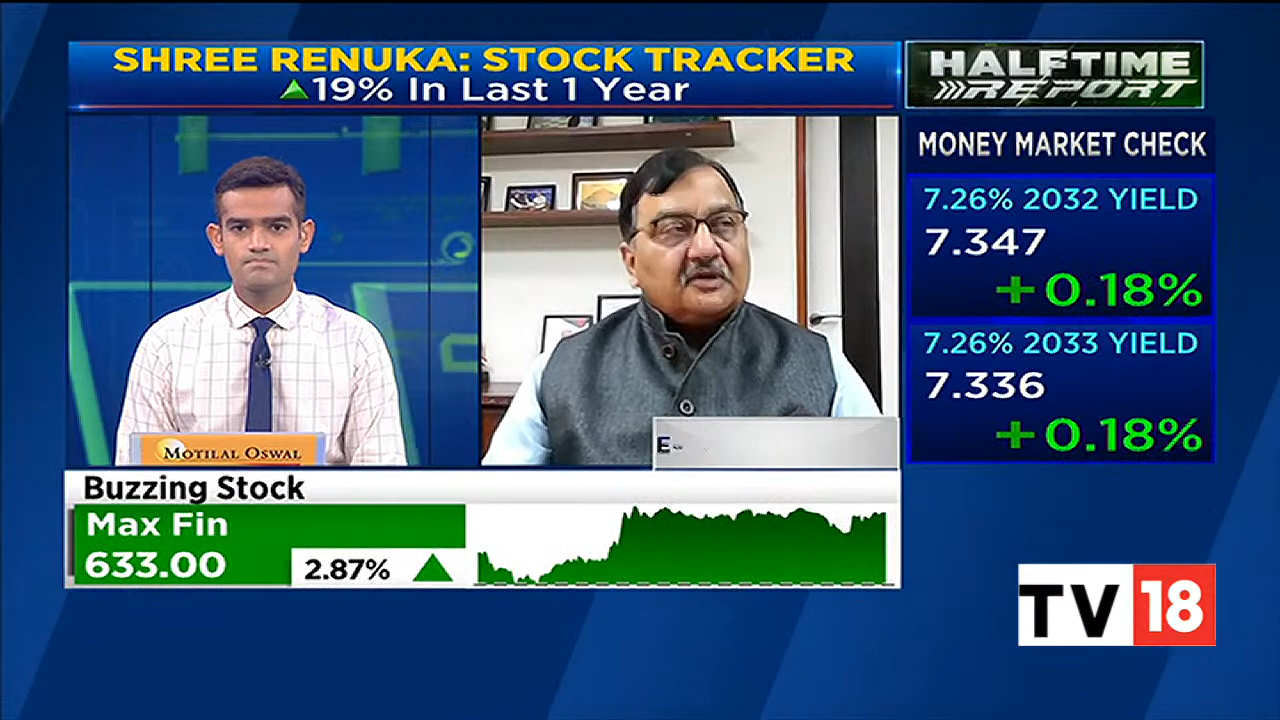 SHREE RENUKA: STOCK TRACKER
▲19% In Last 1 Year
HALFTIME
REPORT
MONEY MARKET CHECK
7.26% 2032 YIELD
7.347
+0.18%
7.26% 2033 YIELD
7.336
+0.18%
MOTILAL OSWAL
E
Buzzing Stock
Max Fin
633.00
2.87%
TV18